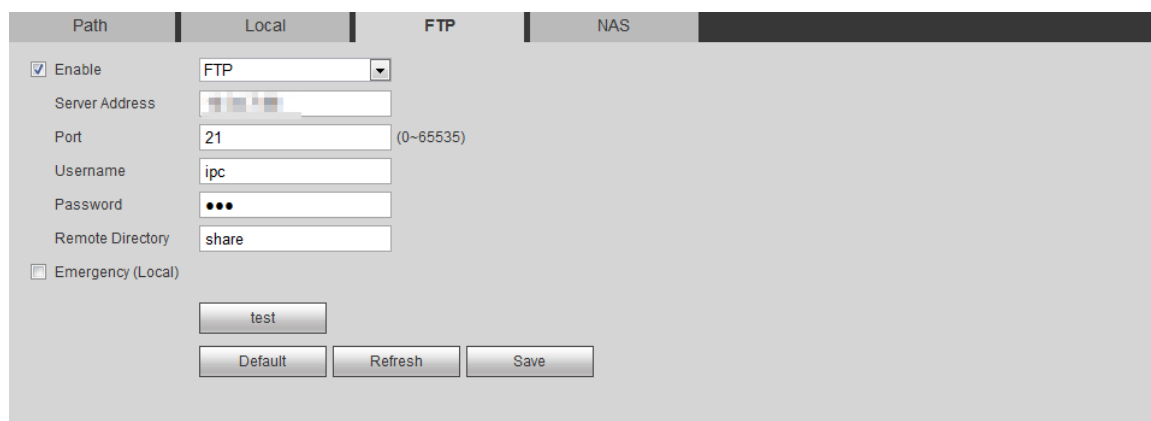 Path Local FTP NAS
Enable FTP
Server Address
Port 21 (0~65535)
Username ipc
Password ●●●
Remote Directory share
Emergency (Local)
test
Default Refresh Save